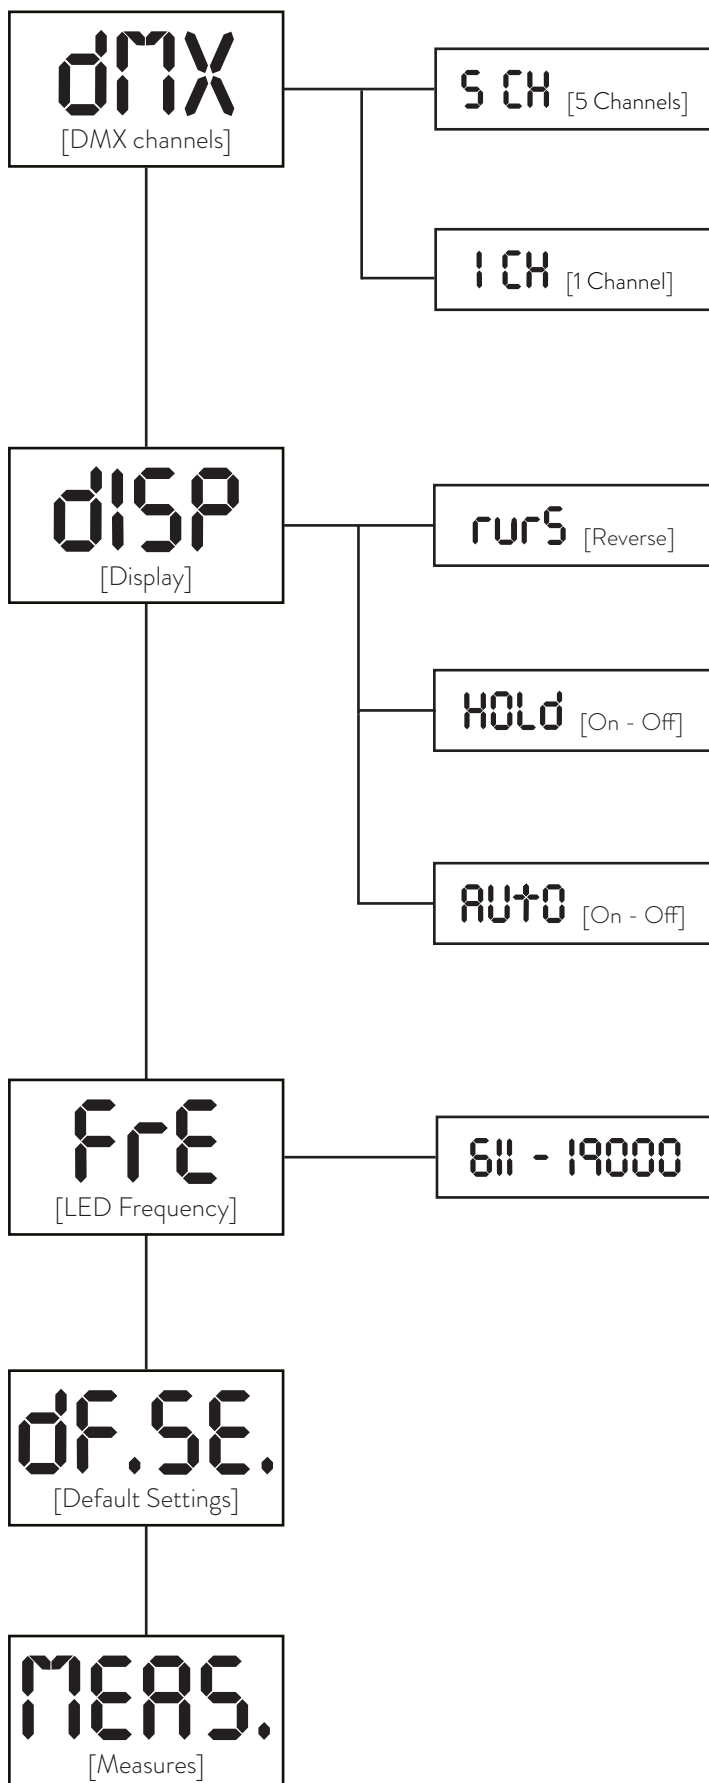 dMX
[DMX channels]
5 CH [5 Channels]
1 CH [1 Channel]
dISP
[Display]
rurS [Reverse]
HOLd [On - Off]
AUtO [On - Off]
FrE
[LED Frequency]
611 - 19000
dF.SE.
[Default Settings]
MEAS.
[Measures]